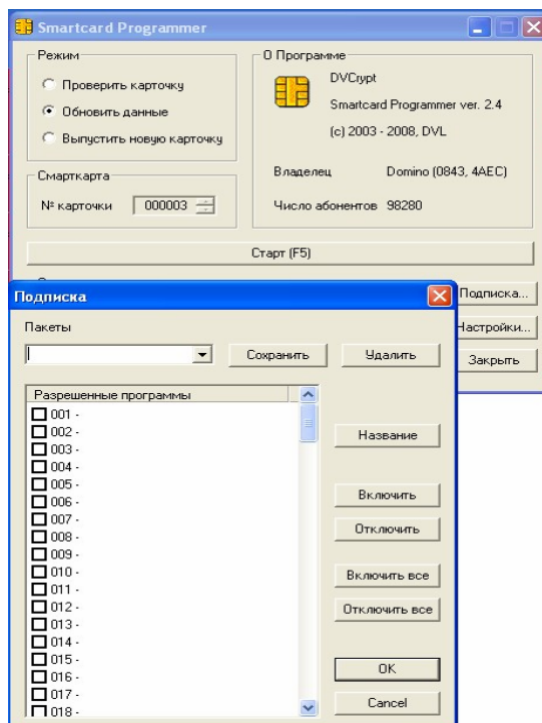 Smartcard Programmer
Режим
Проверить карточку
Обновить данные
Выпустить новую карточку
Смарткарта
№ карточки 000003
О Программе
DVCrypt
Smartcard Programmer ver. 2.4
(c) 2003 - 2008, DVL
Владелец Domino (0843, 4AEC)
Число абонентов 98280
Старт (F5)
Подписка...
Настройки...
Закрыть
Подписка
Пакеты
Сохранить
Удалить
Разрешенные программы
001 -
002 -
003 -
004 -
005 -
006 -
007 -
008 -
009 -
010 -
011 -
012 -
013 -
014 -
015 -
016 -
017 -
018 -
Название
Включить
Отключить
Включить все
Отключить все
OK
Cancel